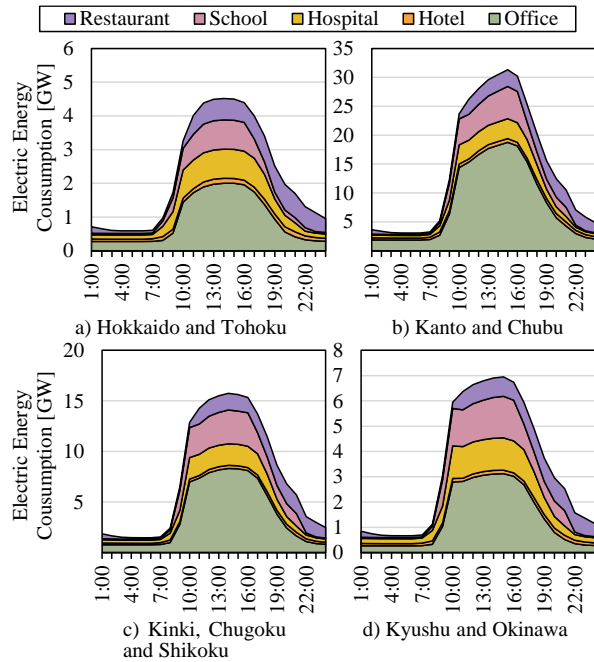 Restaurant School Hospital Hotel Office
Electric Energy
Cousumption [GW]
6
5
4
3
2
1
0
1:00 4:00 7:00 10:00 13:00 16:00 19:00 22:00
a) Hokkaido and Tohoku
35
30
25
20
15
10
5
1:00 4:00 7:00 10:00 13:00 16:00 19:00 22:00
b) Kanto and Chubu
Electric Energy
Cousumption [GW]
20
15
10
5
1:00 4:00 7:00 10:00 13:00 16:00 19:00 22:00
c) Kinki, Chugoku
and Shikoku
8
7
6
5
4
3
2
1
0
1:00 4:00 7:00 10:00 13:00 16:00 19:00 22:00
d) Kyushu and Okinawa